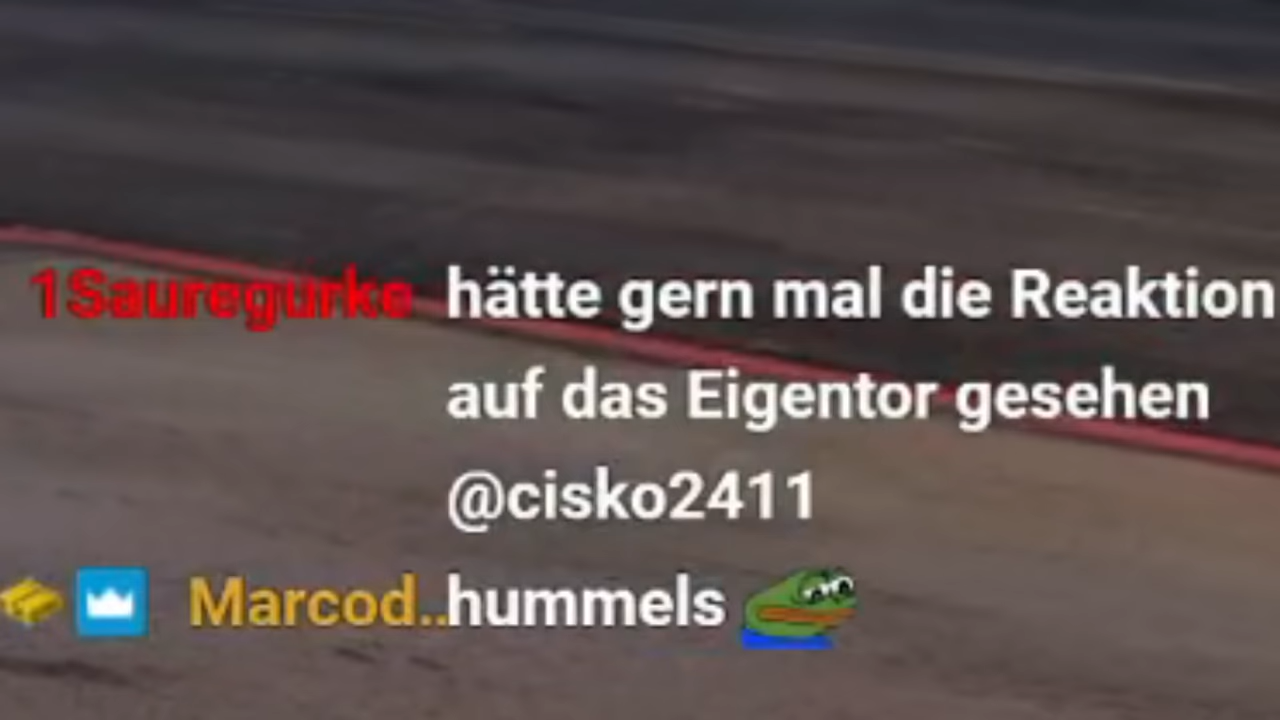 1Sauregurke hätte gern mal die Reaktion
auf das Eigentor gesehen
@cisko2411
Marcod.. hummels